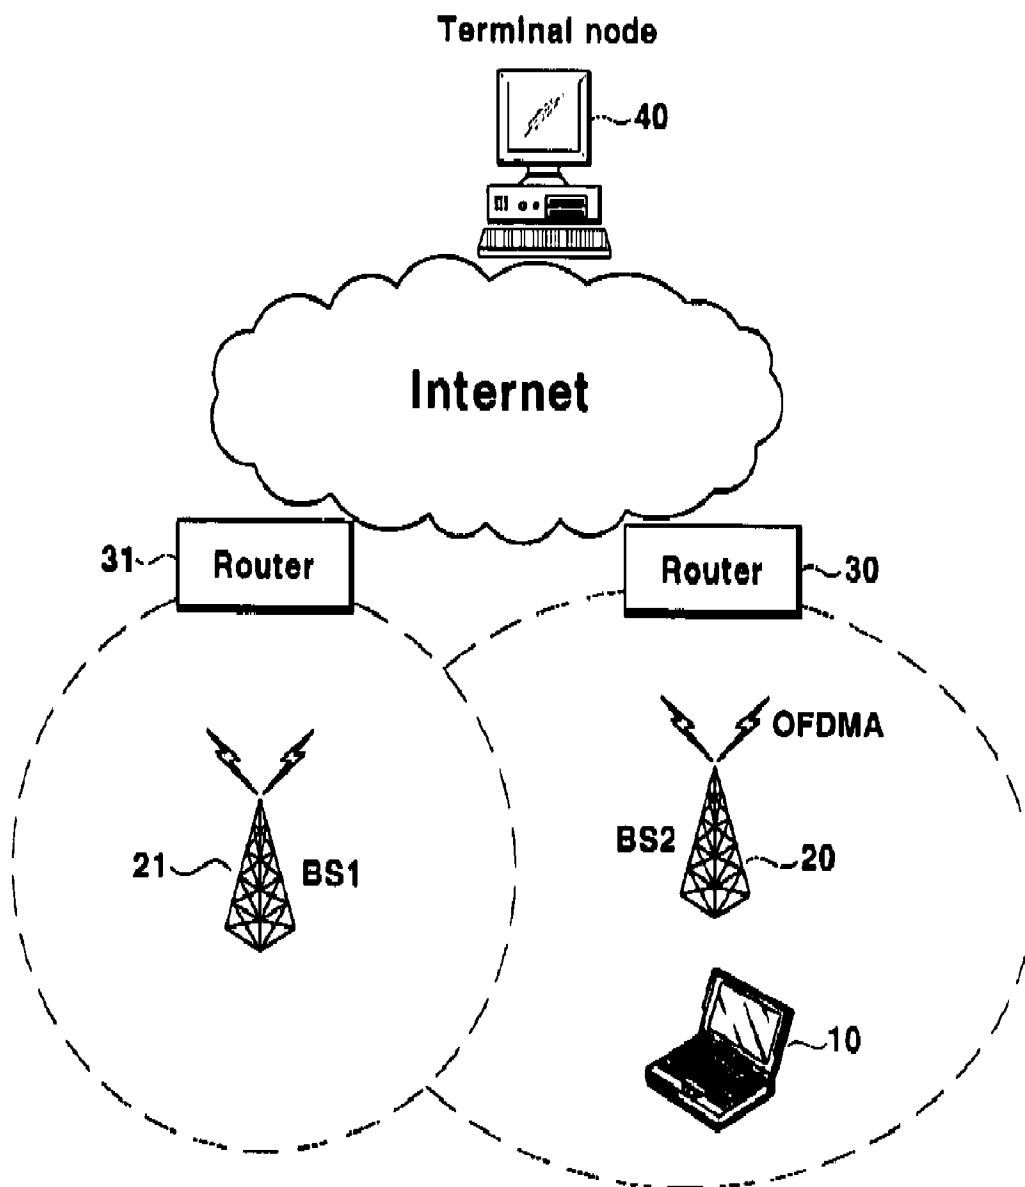 Terminal node
40
Internet
31
Router
Router
30
OFDMA
21
BS1
BS2
20
10